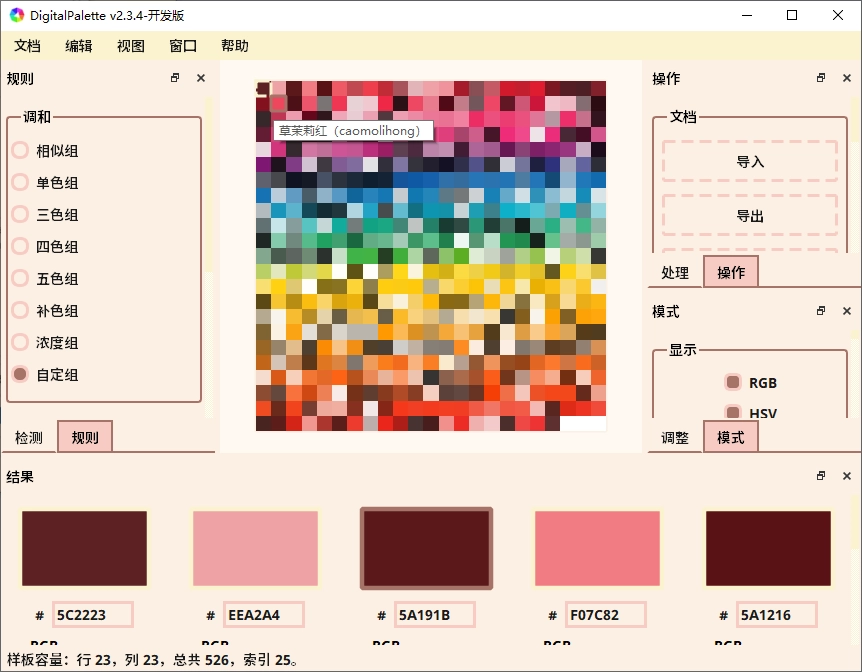 DigitalPalette v2.3.4-开发版
文档 编辑 视图 窗口 帮助
规则
调和
相似组
单色组
三色组
四色组
五色组
补色组
浓度组
自定组
检测 规则
草茉莉红（caomolihong）
操作
文档
导入
导出
处理 操作
模式
显示
RGB
HSV
调整 模式
结果
# 5C2223 # EEA2A4 # 5A191B # F07C82 # 5A1216
RGB RGB RGB RGB RGB
样板容量：行 23，列 23，总共 526，索引 25。